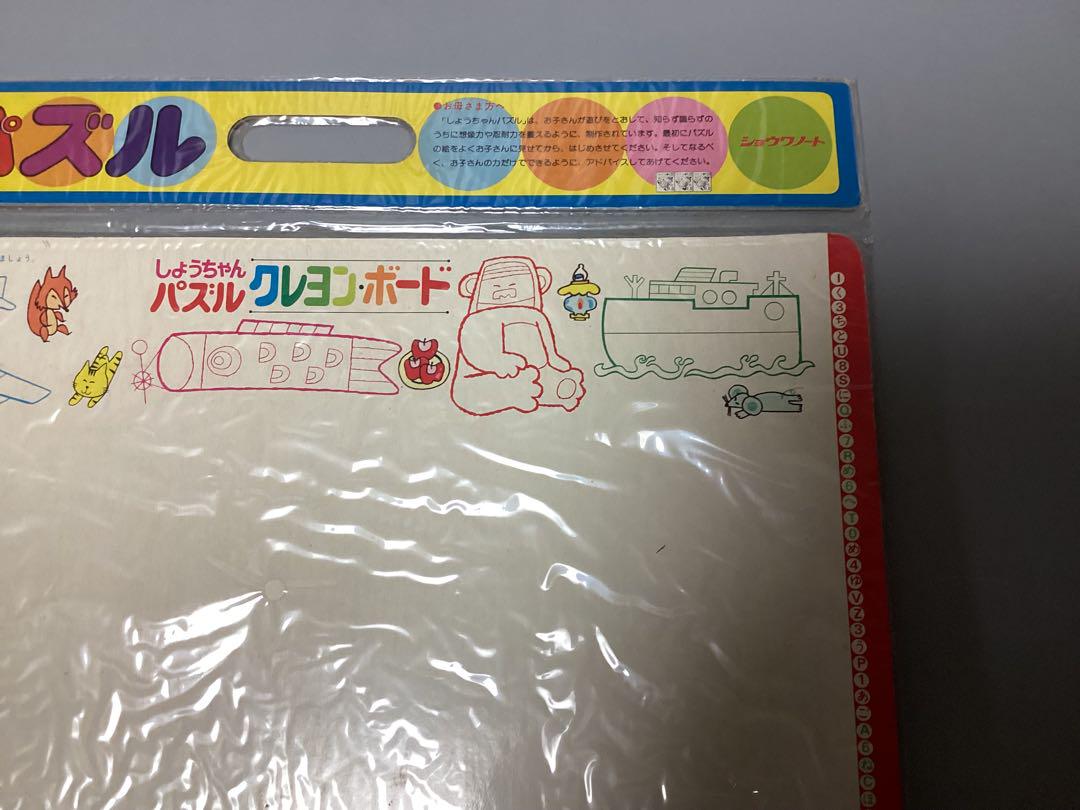 パズル
●お母さま方へ
「しょうちゃんパズル」は、お子さんが遊びをとおして、知らず識らずの
うちに想像力や忍耐力を養えるように、制作されています。最初にパズル
の絵をよくお子さんに見せてから、はじめさせてください。そしてなるべ
く、お子さんの力だけでできるように、アドバイスしてあげてください。
ショウワノート
ましょう。
しょうちゃん
パズル
クレヨン・ボード